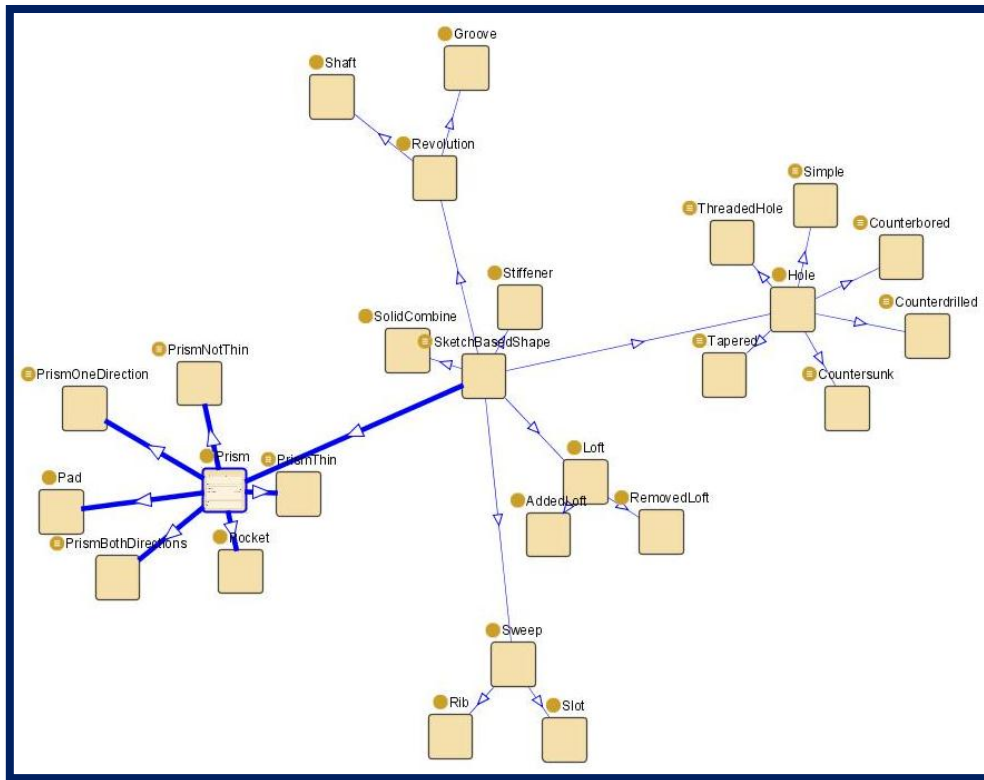 Groove
Shaft
Revolution
Simple
ThreadedHole
Counterbored
Stiffener
Hole
Counterdrilled
SolidCombine
SketchBasedShape
Tapered
PrismNotThin
PrismOneDirection
Countersunk
Loft
Prism
PrismThin
Pad
AddedLoft
RemovedLoft
Pocket
PrismBothDirections
Sweep
Rib
Slot